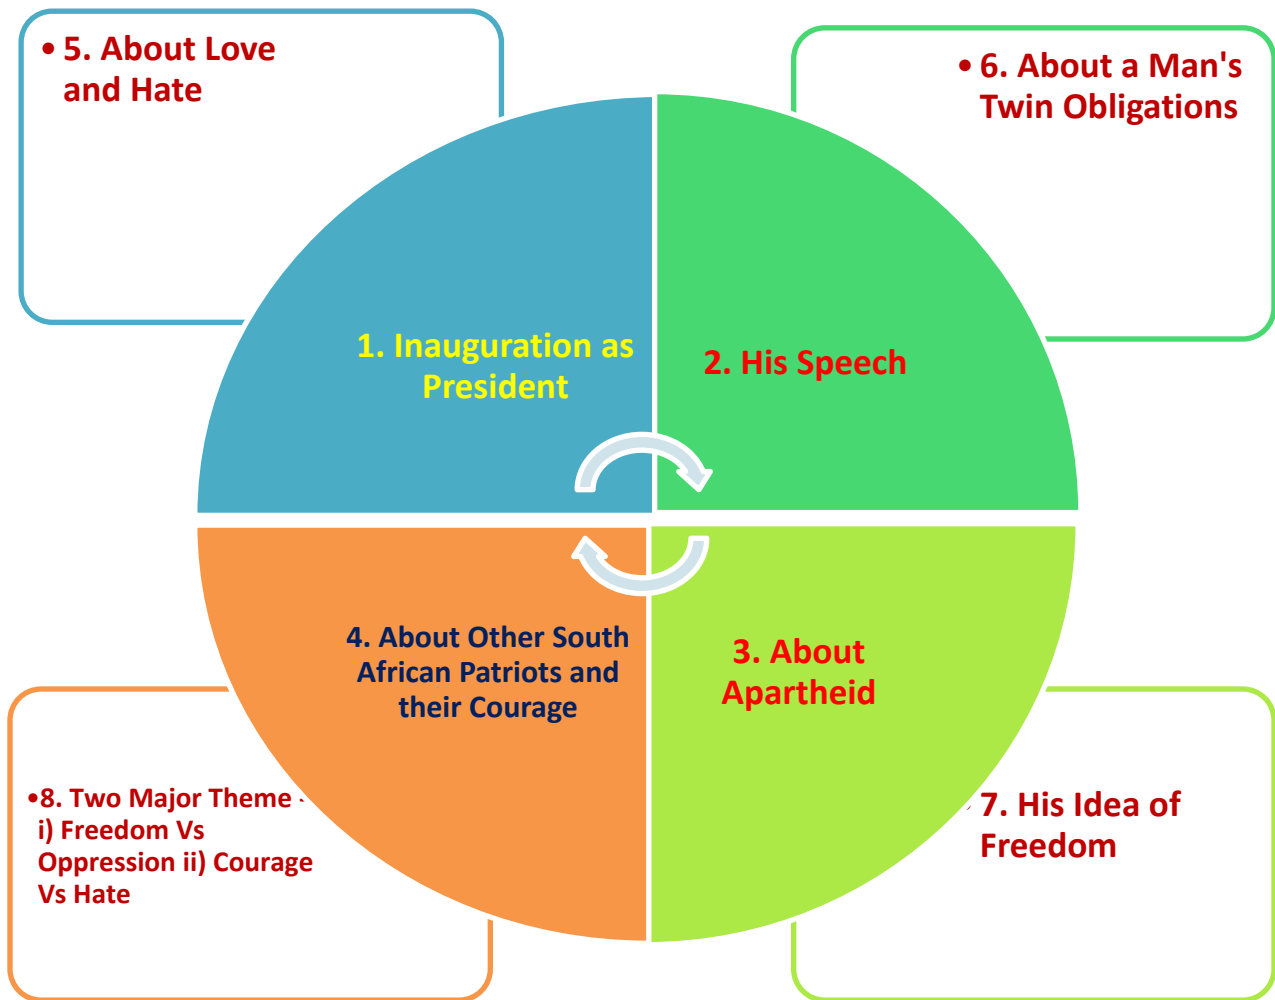 • 5. About Love
and Hate
• 6. About a Man's
Twin Obligations
1. Inauguration as
President
2. His Speech
4. About Other South
African Patriots and
their Courage
3. About
Apartheid
•8. Two Major Theme -
i) Freedom Vs
Oppression ii) Courage
Vs Hate
• 7. His Idea of
Freedom